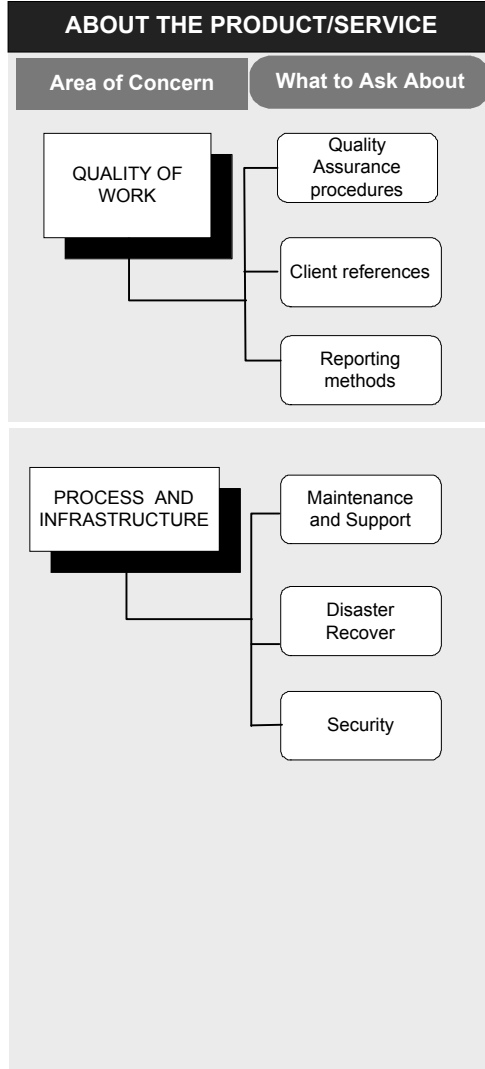 ABOUT THE PRODUCT/SERVICE
Area of Concern
What to Ask About
QUALITY OF
WORK
Quality
Assurance
procedures
Client references
Reporting
methods
PROCESS AND
INFRASTRUCTURE
Maintenance
and Support
Disaster
Recover
Security